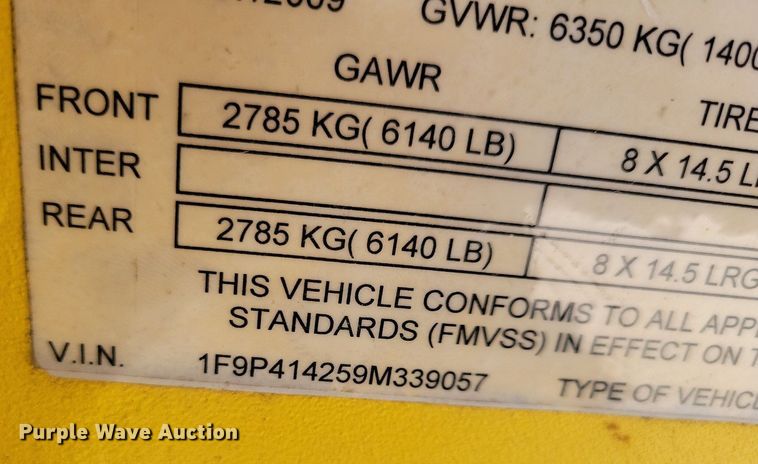 2009 GVWR: 6350 KG( 1400
GAWR TIRE
FRONT 2785 KG( 6140 LB) 8 X 14.5 L
INTER
REAR 2785 KG( 6140 LB) 8 X 14.5 LRG
THIS VEHICLE CONFORMS TO ALL APP
STANDARDS (FMVSS) IN EFFECT ON T
V.I.N. 1F9P414259M339057 TYPE OF VEHIC
Purple Wave Auction